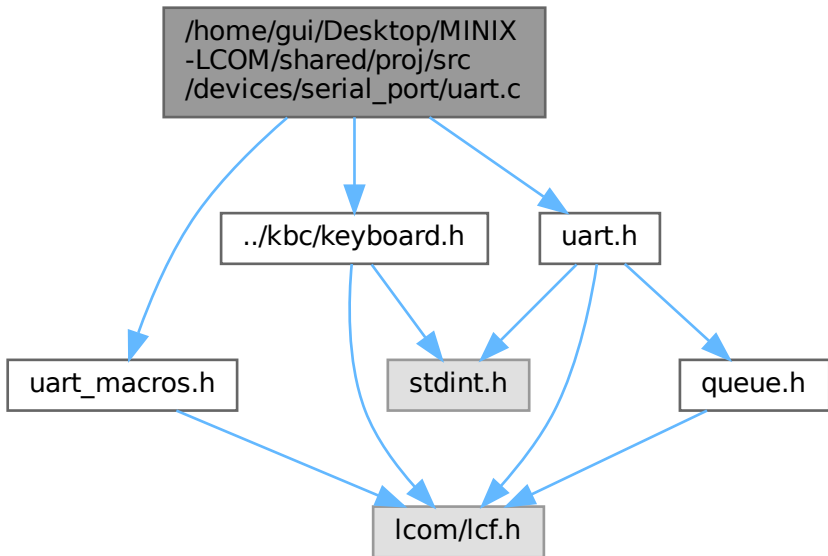 /home/gui/Desktop/MINIX
-LCOM/shared/proj/src
/devices/serial_port/uart.c
../kbc/keyboard.h
uart.h
uart_macros.h
stdint.h
queue.h
lcom/lcf.h